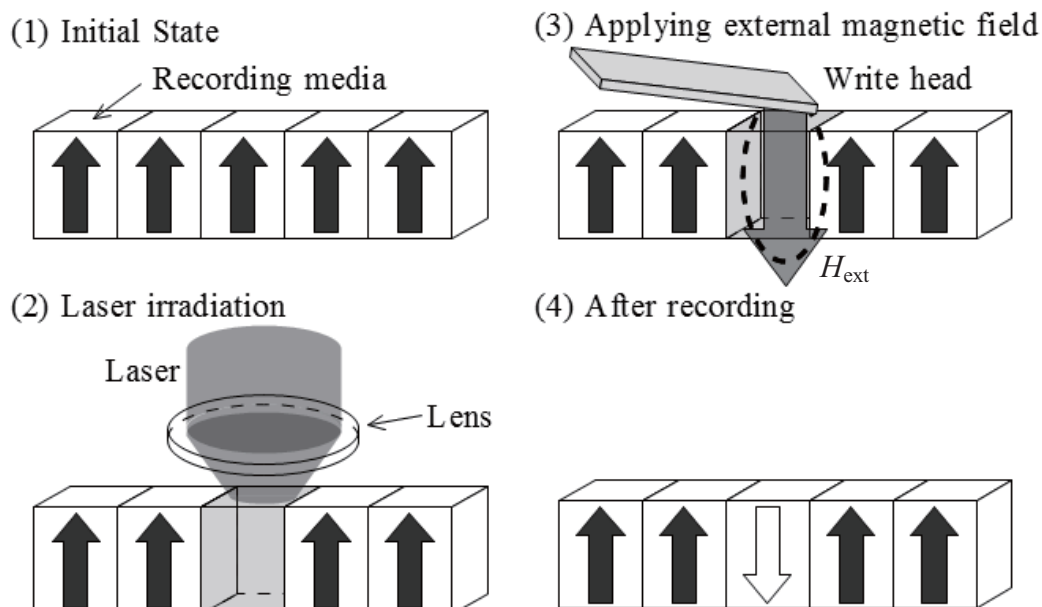 (1) Initial State
Recording media
(2) Laser irradiation
Laser
Lens
(3) Applying external magnetic field
Write head
Hext
(4) After recording